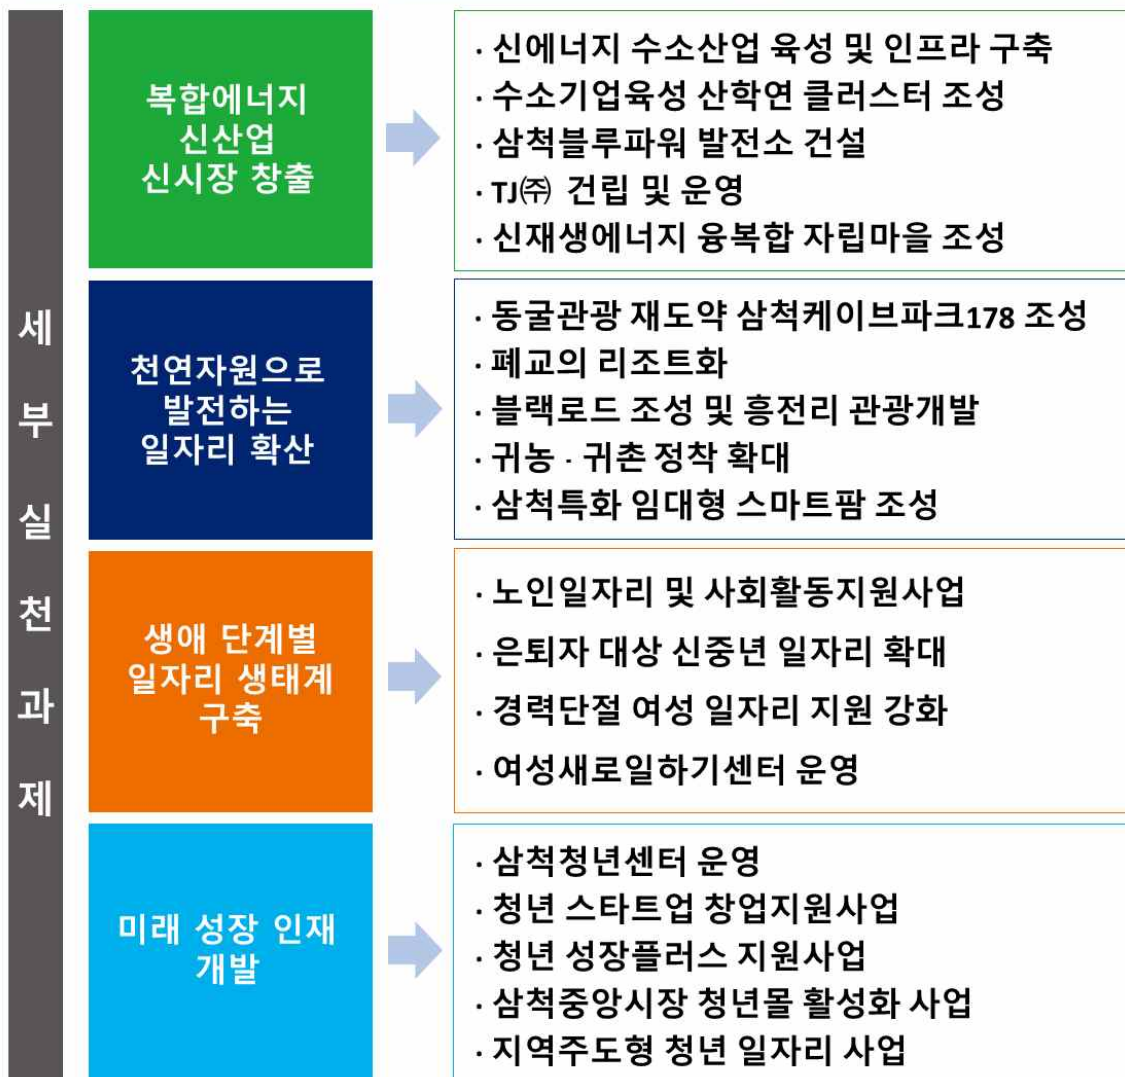 세부실천과제
복합에너지
신산업
신시장 창출
· 신에너지 수소산업 육성 및 인프라 구축
· 수소기업육성 산학연 클러스터 조성
· 삼척블루파워 발전소 건설
· TJ㈜ 건립 및 운영
· 신재생에너지 융복합 자립마을 조성
천연자원으로
발전하는
일자리 확산
· 동굴관광 재도약 삼척케이브파크178 조성
· 폐교의 리조트화
· 블랙로드 조성 및 흥전리 관광개발
· 귀농 · 귀촌 정착 확대
· 삼척특화 임대형 스마트팜 조성
생애 단계별
일자리 생태계
구축
· 노인일자리 및 사회활동지원사업
· 은퇴자 대상 신중년 일자리 확대
· 경력단절 여성 일자리 지원 강화
· 여성새로일하기센터 운영
미래 성장 인재
개발
· 삼척청년센터 운영
· 청년 스타트업 창업지원사업
· 청년 성장플러스 지원사업
· 삼척중앙시장 청년몰 활성화 사업
· 지역주도형 청년 일자리 사업